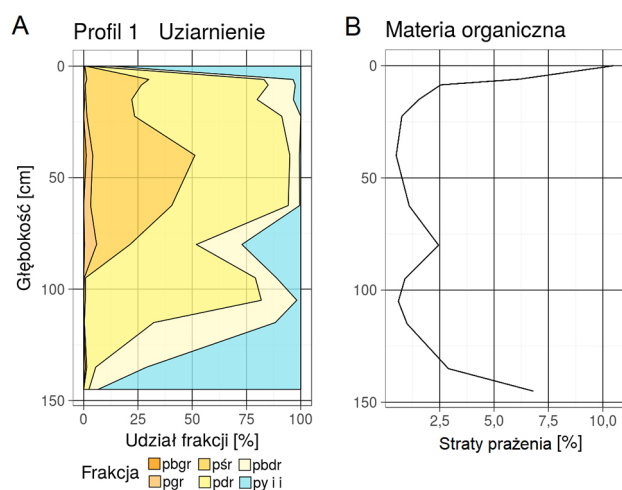 A
Profil 1 Uziarnienie
Głębokość [cm]
0
50
100
150
0
25
50
75
100
Udział frakcji [%]
Frakcja
pbgr
pśr
pbdr
pgr
pdr
py i i
B
Materia organiczna
0
50
100
150
2,5
5,0
7,5
10,0
Straty prażenia [%]